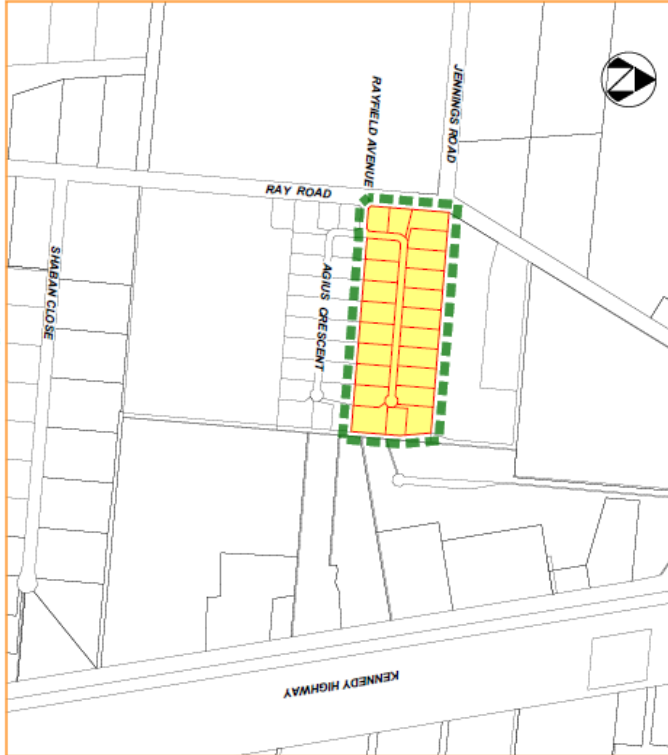 JENNINGS ROAD
RAYFIELD AVENUE
RAY ROAD
SHABAN CLOSE
AGIUS CRESCENT
KENNEDY HIGHWAY
N